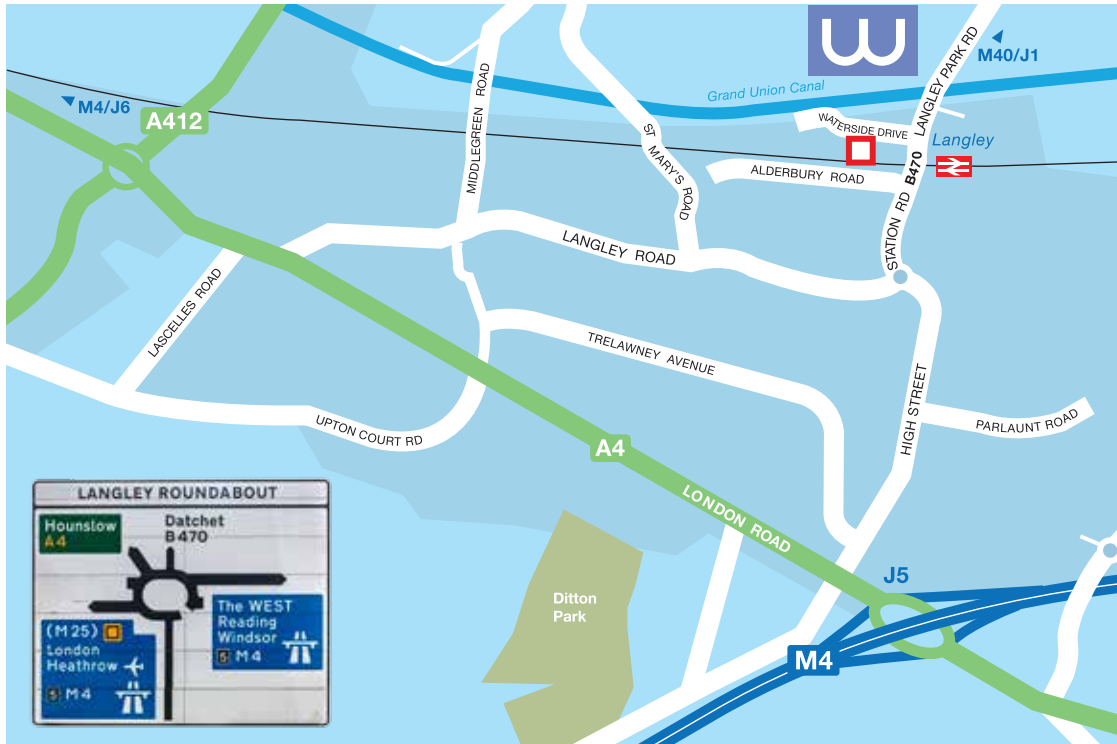 M40/J1
LANGLEY PARK RD
Grand Union Canal
M4/J6
A412
MIDDLEGREEN ROAD
ST MARY'S ROAD
WATERSIDE DRIVE
Langley
ALDERBURY ROAD
B470
STATION RD
LANGLEY ROAD
LASCELLES ROAD
TRELAWNEY AVENUE
HIGH STREET
UPTON COURT RD
PARLAUNT ROAD
A4
LONDON ROAD
J5
Ditton
Park
M4
LANGLEY ROUNDABOUT
Hounslow
A4
Datchet
B470
The WEST
Reading
Windsor
5 M4
(M25)
London
Heathrow
5 M4